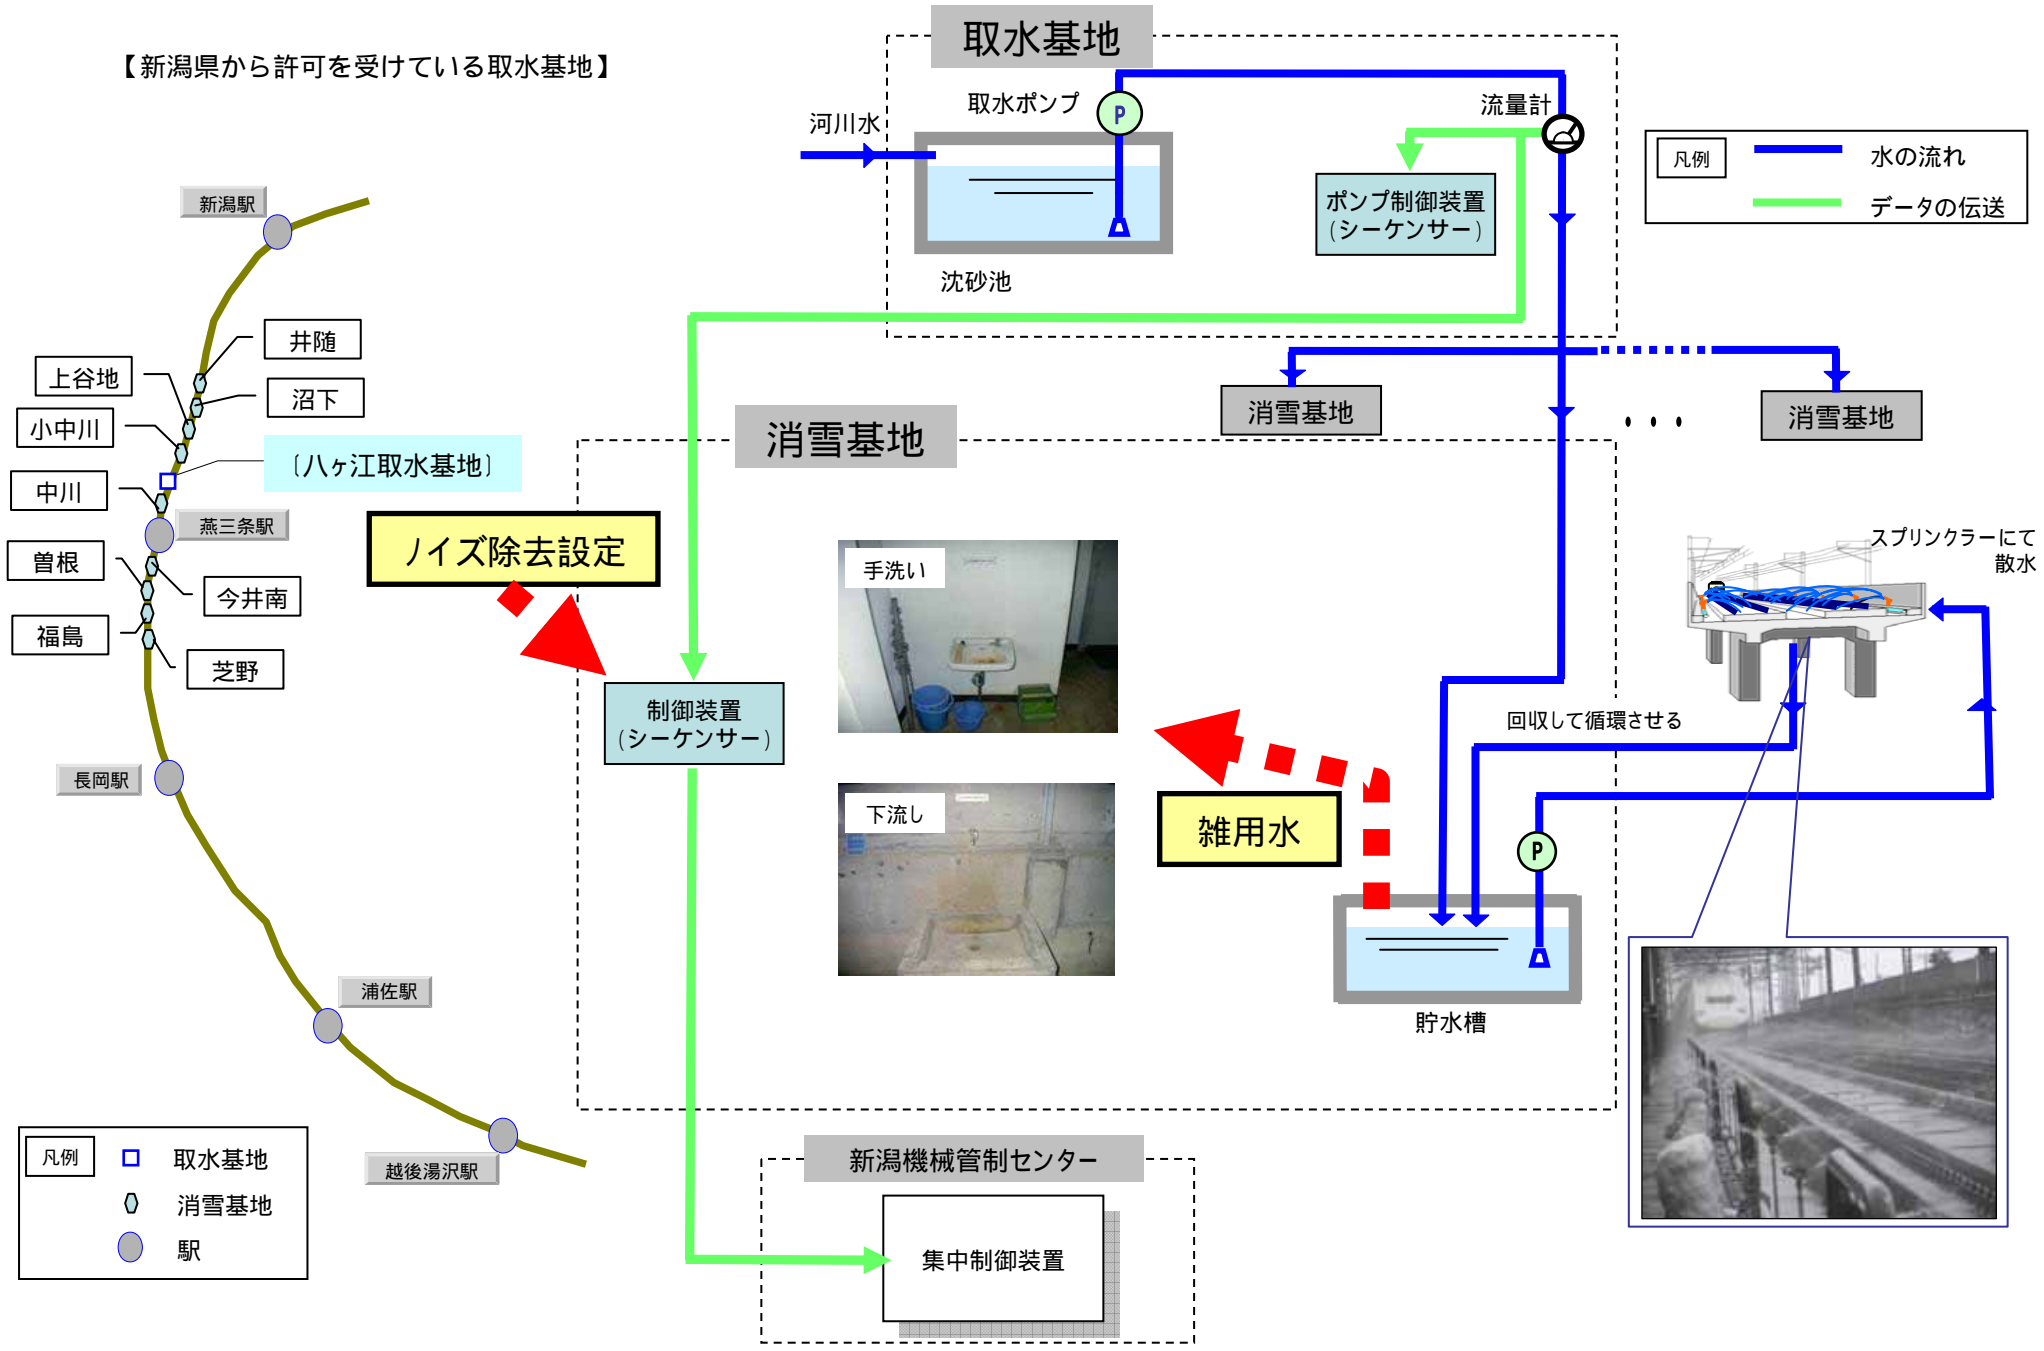 【新潟県から許可を受けている取水基地】
取水基地
取水ポンプ
流量計
河川水
P
ポンプ制御装置
(シーケンサー)
沈砂池
凡例
水の流れ
データの伝送
新潟駅
井随
上谷地
沼下
小中川
〔八ヶ江取水基地〕
中川
燕三条駅
曽根
今井南
福島
芝野
長岡駅
浦佐駅
越後湯沢駅
凡例
取水基地
消雪基地
駅
消雪基地
・・・
消雪基地
消雪基地
ノイズ除去設定
手洗い
制御装置
(シーケンサー)
下流し
雑用水
スプリンクラーにて
散水
回収して循環させる
P
貯水槽
新潟機械管制センター
集中制御装置